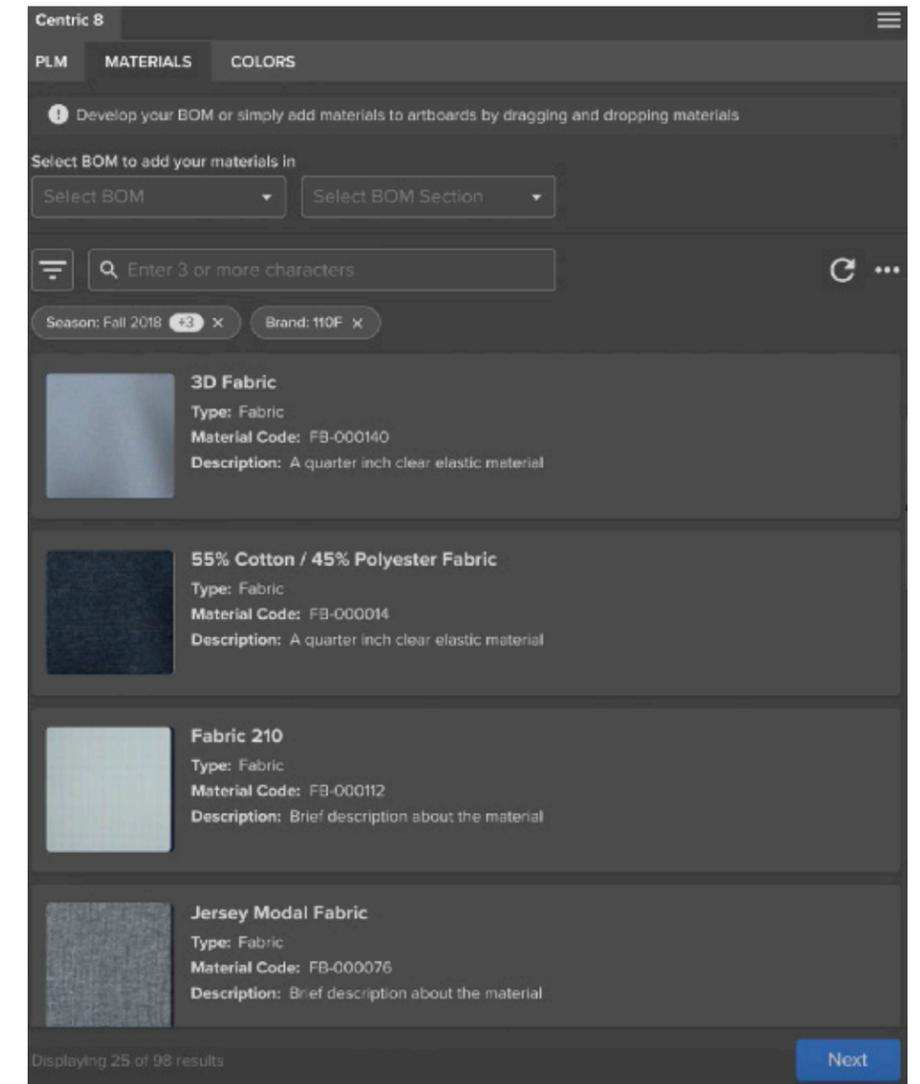 Centric 8
PLM MATERIALS COLORS
Develop your BOM or simply add materials to artboards by dragging and dropping materials
Select BOM to add your materials in
Select BOM Select BOM Section
Enter 3 or more characters
Season: Fall 2018 +3 × Brand: 110F ×
3D Fabric
Type: Fabric
Material Code: FB-000140
Description: A quarter inch clear elastic material
55% Cotton / 45% Polyester Fabric
Type: Fabric
Material Code: FB-000014
Description: A quarter inch clear elastic material
Fabric 210
Type: Fabric
Material Code: FB-000112
Description: Brief description about the material
Jersey Modal Fabric
Type: Fabric
Material Code: FB-000076
Description: Brief description about the material
Displaying 25 of 98 results Next